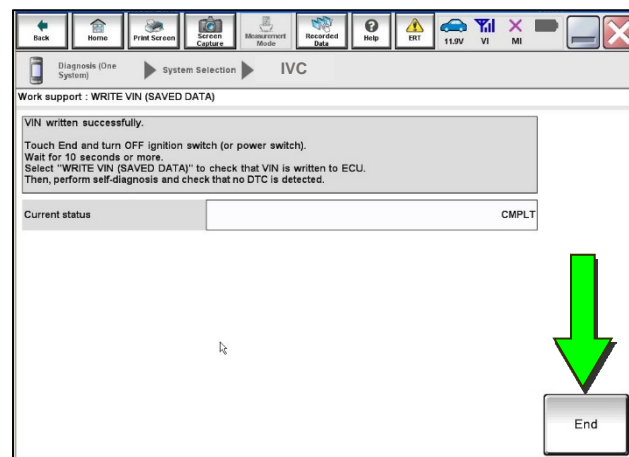 Back
Home
Print Screen
Screen Capture
Measurement Mode
Recorded Data
Help
ERT
11.9V
VI
MI
Diagnosis (One System)
System Selection
IVC
Work support : WRITE VIN (SAVED DATA)
VIN written successfully.
Touch End and turn OFF ignition switch (or power switch).
Wait for 10 seconds or more.
Select "WRITE VIN (SAVED DATA)" to check that VIN is written to ECU.
Then, perform self-diagnosis and check that no DTC is detected.
Current status
CMPLT
End